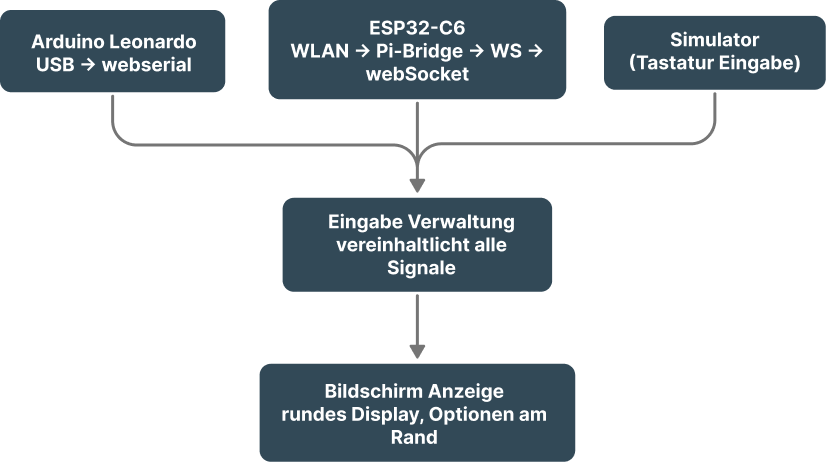 Arduino Leonardo
USB → webserial
ESP32-C6
WLAN → Pi-Bridge → WS →
webSocket
Simulator
(Tastatur Eingabe)
Eingabe Verwaltung
vereinhaltlicht alle
Signale
Bildschirm Anzeige
rundes Display, Optionen am
Rand